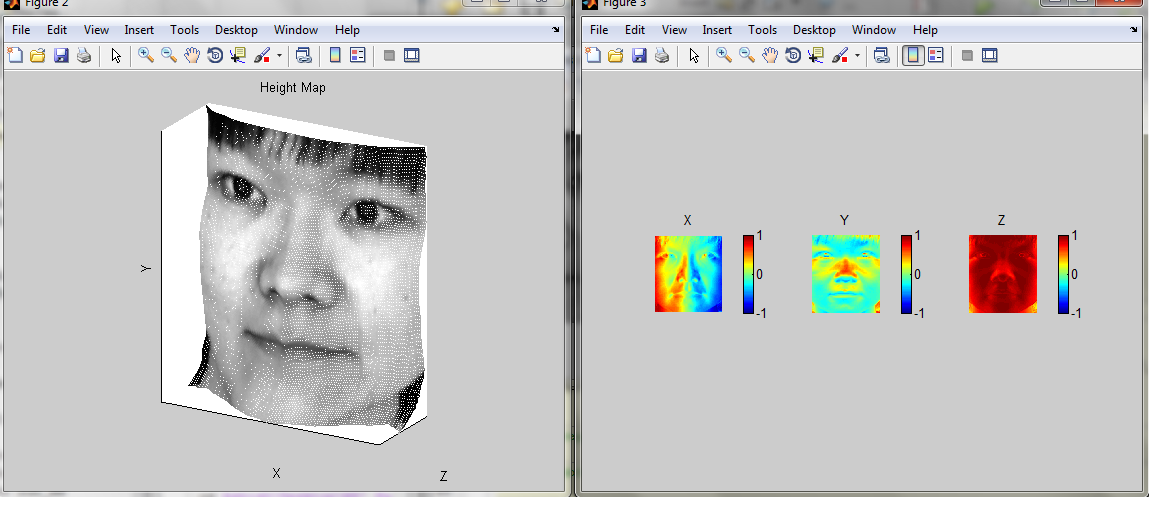 Figure 2
File Edit View Insert Tools Desktop Window Help
Height Map
Y
X
Z
Figure 3
File Edit View Insert Tools Desktop Window Help
X
1
0
-1
Y
1
0
-1
Z
1
0
-1